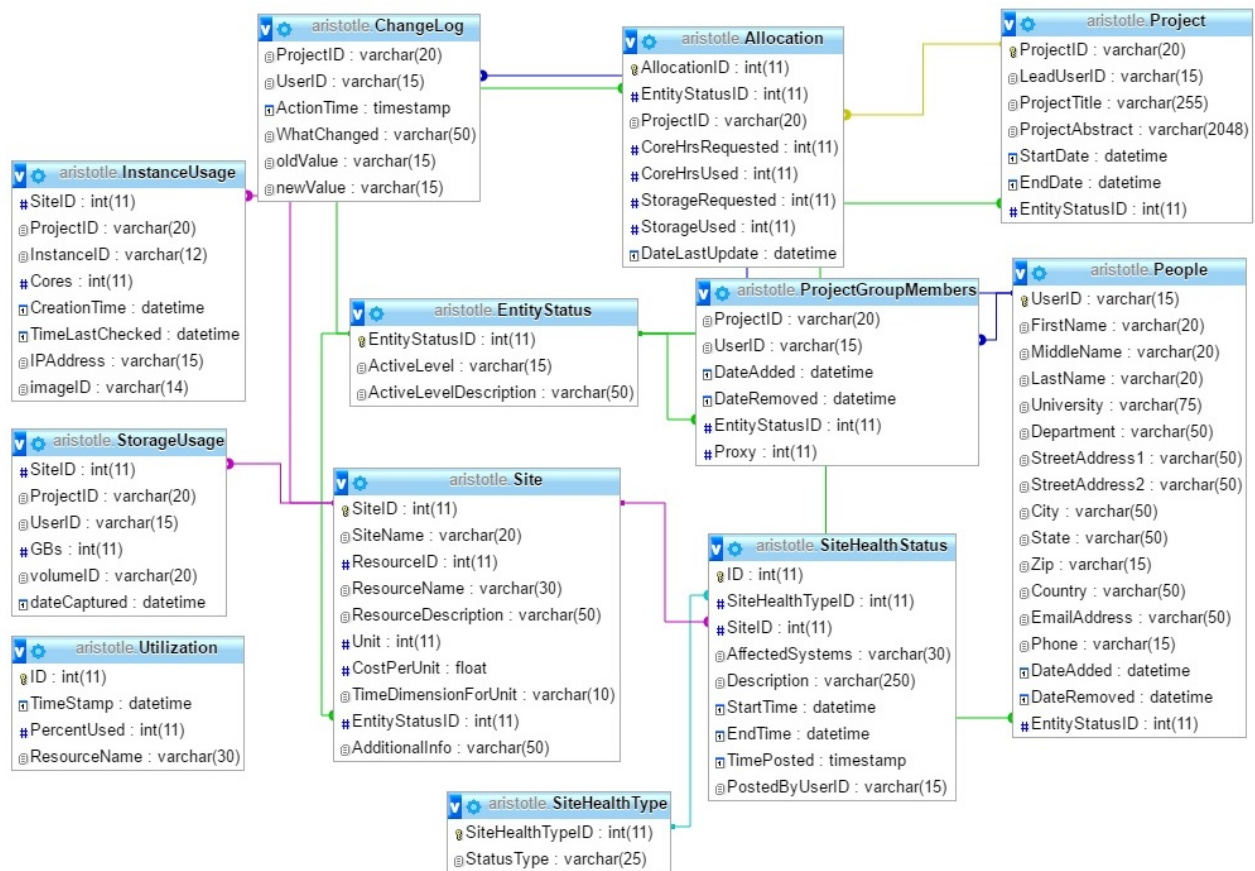 aristotle.ChangeLog
ProjectID : varchar(20)
UserID : varchar(15)
ActionTime : timestamp
WhatChanged : varchar(50)
oldValue : varchar(15)
newValue : varchar(15)
aristotle.Allocation
AllocationID : int(11)
EntityStatusID : int(11)
ProjectID : varchar(20)
CoreHrsRequested : int(11)
CoreHrsUsed : int(11)
StorageRequested : int(11)
StorageUsed : int(11)
DateLastUpdate : datetime
aristotle.Project
ProjectID : varchar(20)
LeadUserID : varchar(15)
ProjectTitle : varchar(255)
ProjectAbstract : varchar(2048)
StartDate : datetime
EndDate : datetime
EntityStatusID : int(11)
aristotle.InstanceUsage
SiteID : int(11)
ProjectID : varchar(20)
InstanceID : varchar(12)
Cores : int(11)
CreationTime : datetime
TimeLastChecked : datetime
IPAddress : varchar(15)
imageID : varchar(14)
aristotle.EntityStatus
EntityStatusID : int(11)
ActiveLevel : varchar(15)
ActiveLevelDescription : varchar(50)
aristotle.ProjectGroupMembers
ProjectID : varchar(20)
UserID : varchar(15)
DateAdded : datetime
DateRemoved : datetime
EntityStatusID : int(11)
Proxy : int(11)
aristotle.People
UserID : varchar(15)
FirstName : varchar(20)
MiddleName : varchar(20)
LastName : varchar(20)
University : varchar(75)
Department : varchar(50)
StreetAddress1 : varchar(50)
StreetAddress2 : varchar(50)
City : varchar(50)
State : varchar(50)
Zip : varchar(15)
Country : varchar(50)
EmailAddress : varchar(50)
Phone : varchar(15)
DateAdded : datetime
DateRemoved : datetime
EntityStatusID : int(11)
aristotle.StorageUsage
SiteID : int(11)
ProjectID : varchar(20)
UserID : varchar(15)
GBs : int(11)
volumeID : varchar(20)
dateCaptured : datetime
aristotle.Site
SiteID : int(11)
SiteName : varchar(20)
ResourceID : int(11)
ResourceName : varchar(30)
ResourceDescription : varchar(50)
Unit : int(11)
CostPerUnit : float
TimeDimensionForUnit : varchar(10)
EntityStatusID : int(11)
AdditionalInfo : varchar(50)
aristotle.SiteHealthStatus
ID : int(11)
SiteHealthTypeID : int(11)
SiteID : int(11)
AffectedSystems : varchar(30)
Description : varchar(250)
StartTime : datetime
EndTime : datetime
TimePosted : timestamp
PostedByUserID : varchar(15)
aristotle.Utilization
ID : int(11)
TimeStamp : datetime
PercentUsed : int(11)
ResourceName : varchar(30)
aristotle.SiteHealthType
SiteHealthTypeID : int(11)
StatusType : varchar(25)